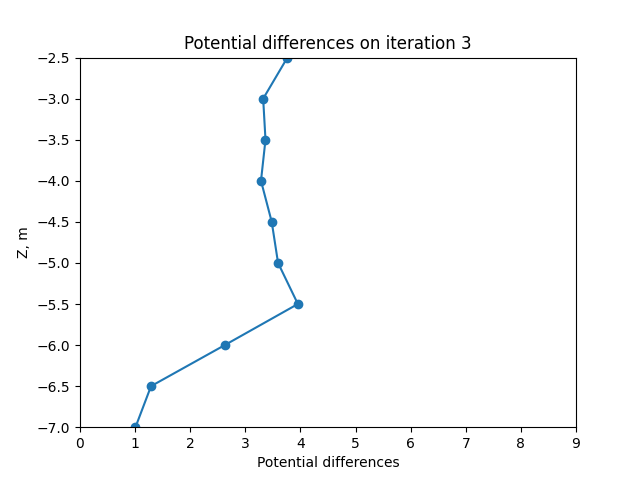 Potential differences on iteration 3
−2.5
−3.0
−3.5
−4.0
−4.5
−5.0
−5.5
−6.0
−6.5
−7.0
Z, m
0 1 2 3 4 5 6 7 8 9
Potential differences